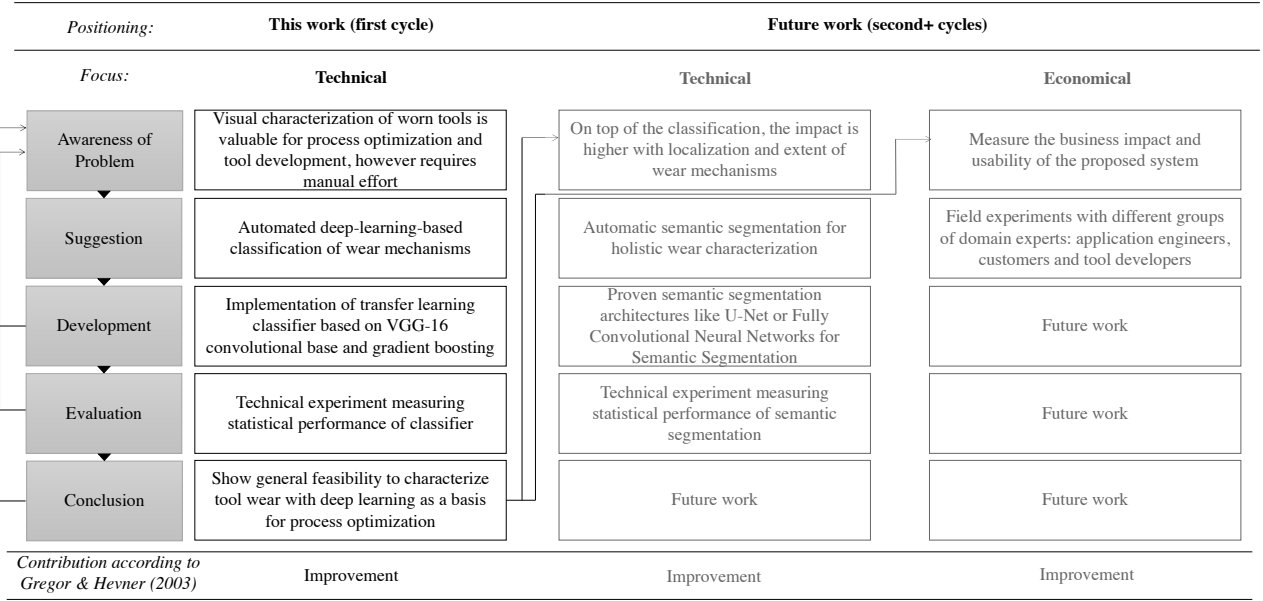 Positioning:
This work (first cycle)
Future work (second+ cycles)
Focus:
Technical
Technical
Economical
Awareness of
Problem
Visual characterization of worn tools is
valuable for process optimization and
tool development, however requires
manual effort
On top of the classification, the impact is
higher with localization and extent of
wear mechanisms
Measure the business impact and
usability of the proposed system
Suggestion
Automated deep-learning-based
classification of wear mechanisms
Automatic semantic segmentation for
holistic wear characterization
Field experiments with different groups
of domain experts: application engineers,
customers and tool developers
Development
Implementation of transfer learning
classifier based on VGG-16
convolutional base and gradient boosting
Proven semantic segmentation
architectures like U-Net or Fully
Convolutional Neural Networks for
Semantic Segmentation
Future work
Evaluation
Technical experiment measuring
statistical performance of classifier
Technical experiment measuring
statistical performance of semantic
segmentation
Future work
Conclusion
Show general feasibility to characterize
tool wear with deep learning as a basis
for process optimization
Future work
Future work
Contribution according to
Gregor & Hevner (2003)
Improvement
Improvement
Improvement